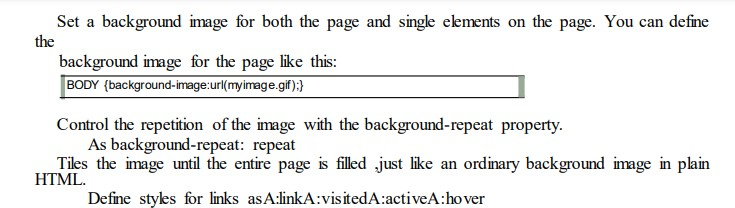 Set a background image for both the page and single elements on the page. You can define
the
background image for the page like this:
BODY {background-image:url(myimage.gif);}
Control the repetition of the image with the background-repeat property.
As background-repeat: repeat
Tiles the image until the entire page is filled ,just like an ordinary background image in plain
HTML.
Define styles for links asA:linkA:visitedA:activeA:hover